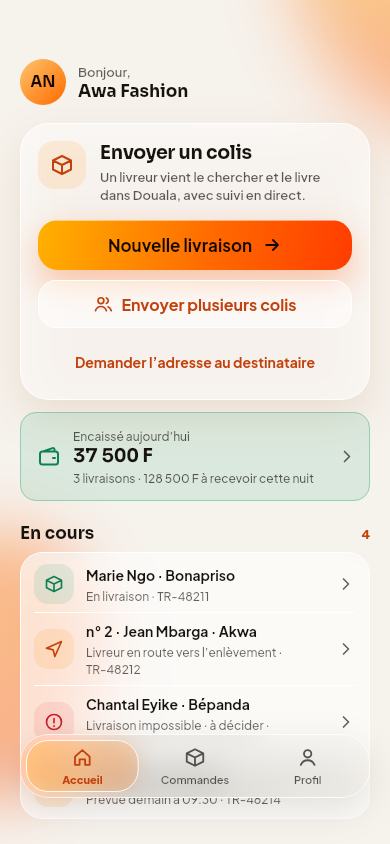 AN
Bonjour,
Awa Fashion
Envoyer un colis
Un livreur vient le chercher et le livre
dans Douala, avec suivi en direct.
Nouvelle livraison →
Envoyer plusieurs colis
Demander l’adresse au destinataire
Encaissé aujourd’hui
37 500 F
3 livraisons · 128 500 F à recevoir cette nuit
En cours
4
Marie Ngo · Bonapriso
En livraison · TR-48211
n° 2 · Jean Mbarga · Akwa
Livreur en route vers l’enlèvement ·
TR-48212
Chantal Eyike · Bépanda
Livraison impossible · à décider ·
Accueil
Commandes
Profil
Prévue demain à 09:30 · TR-48214